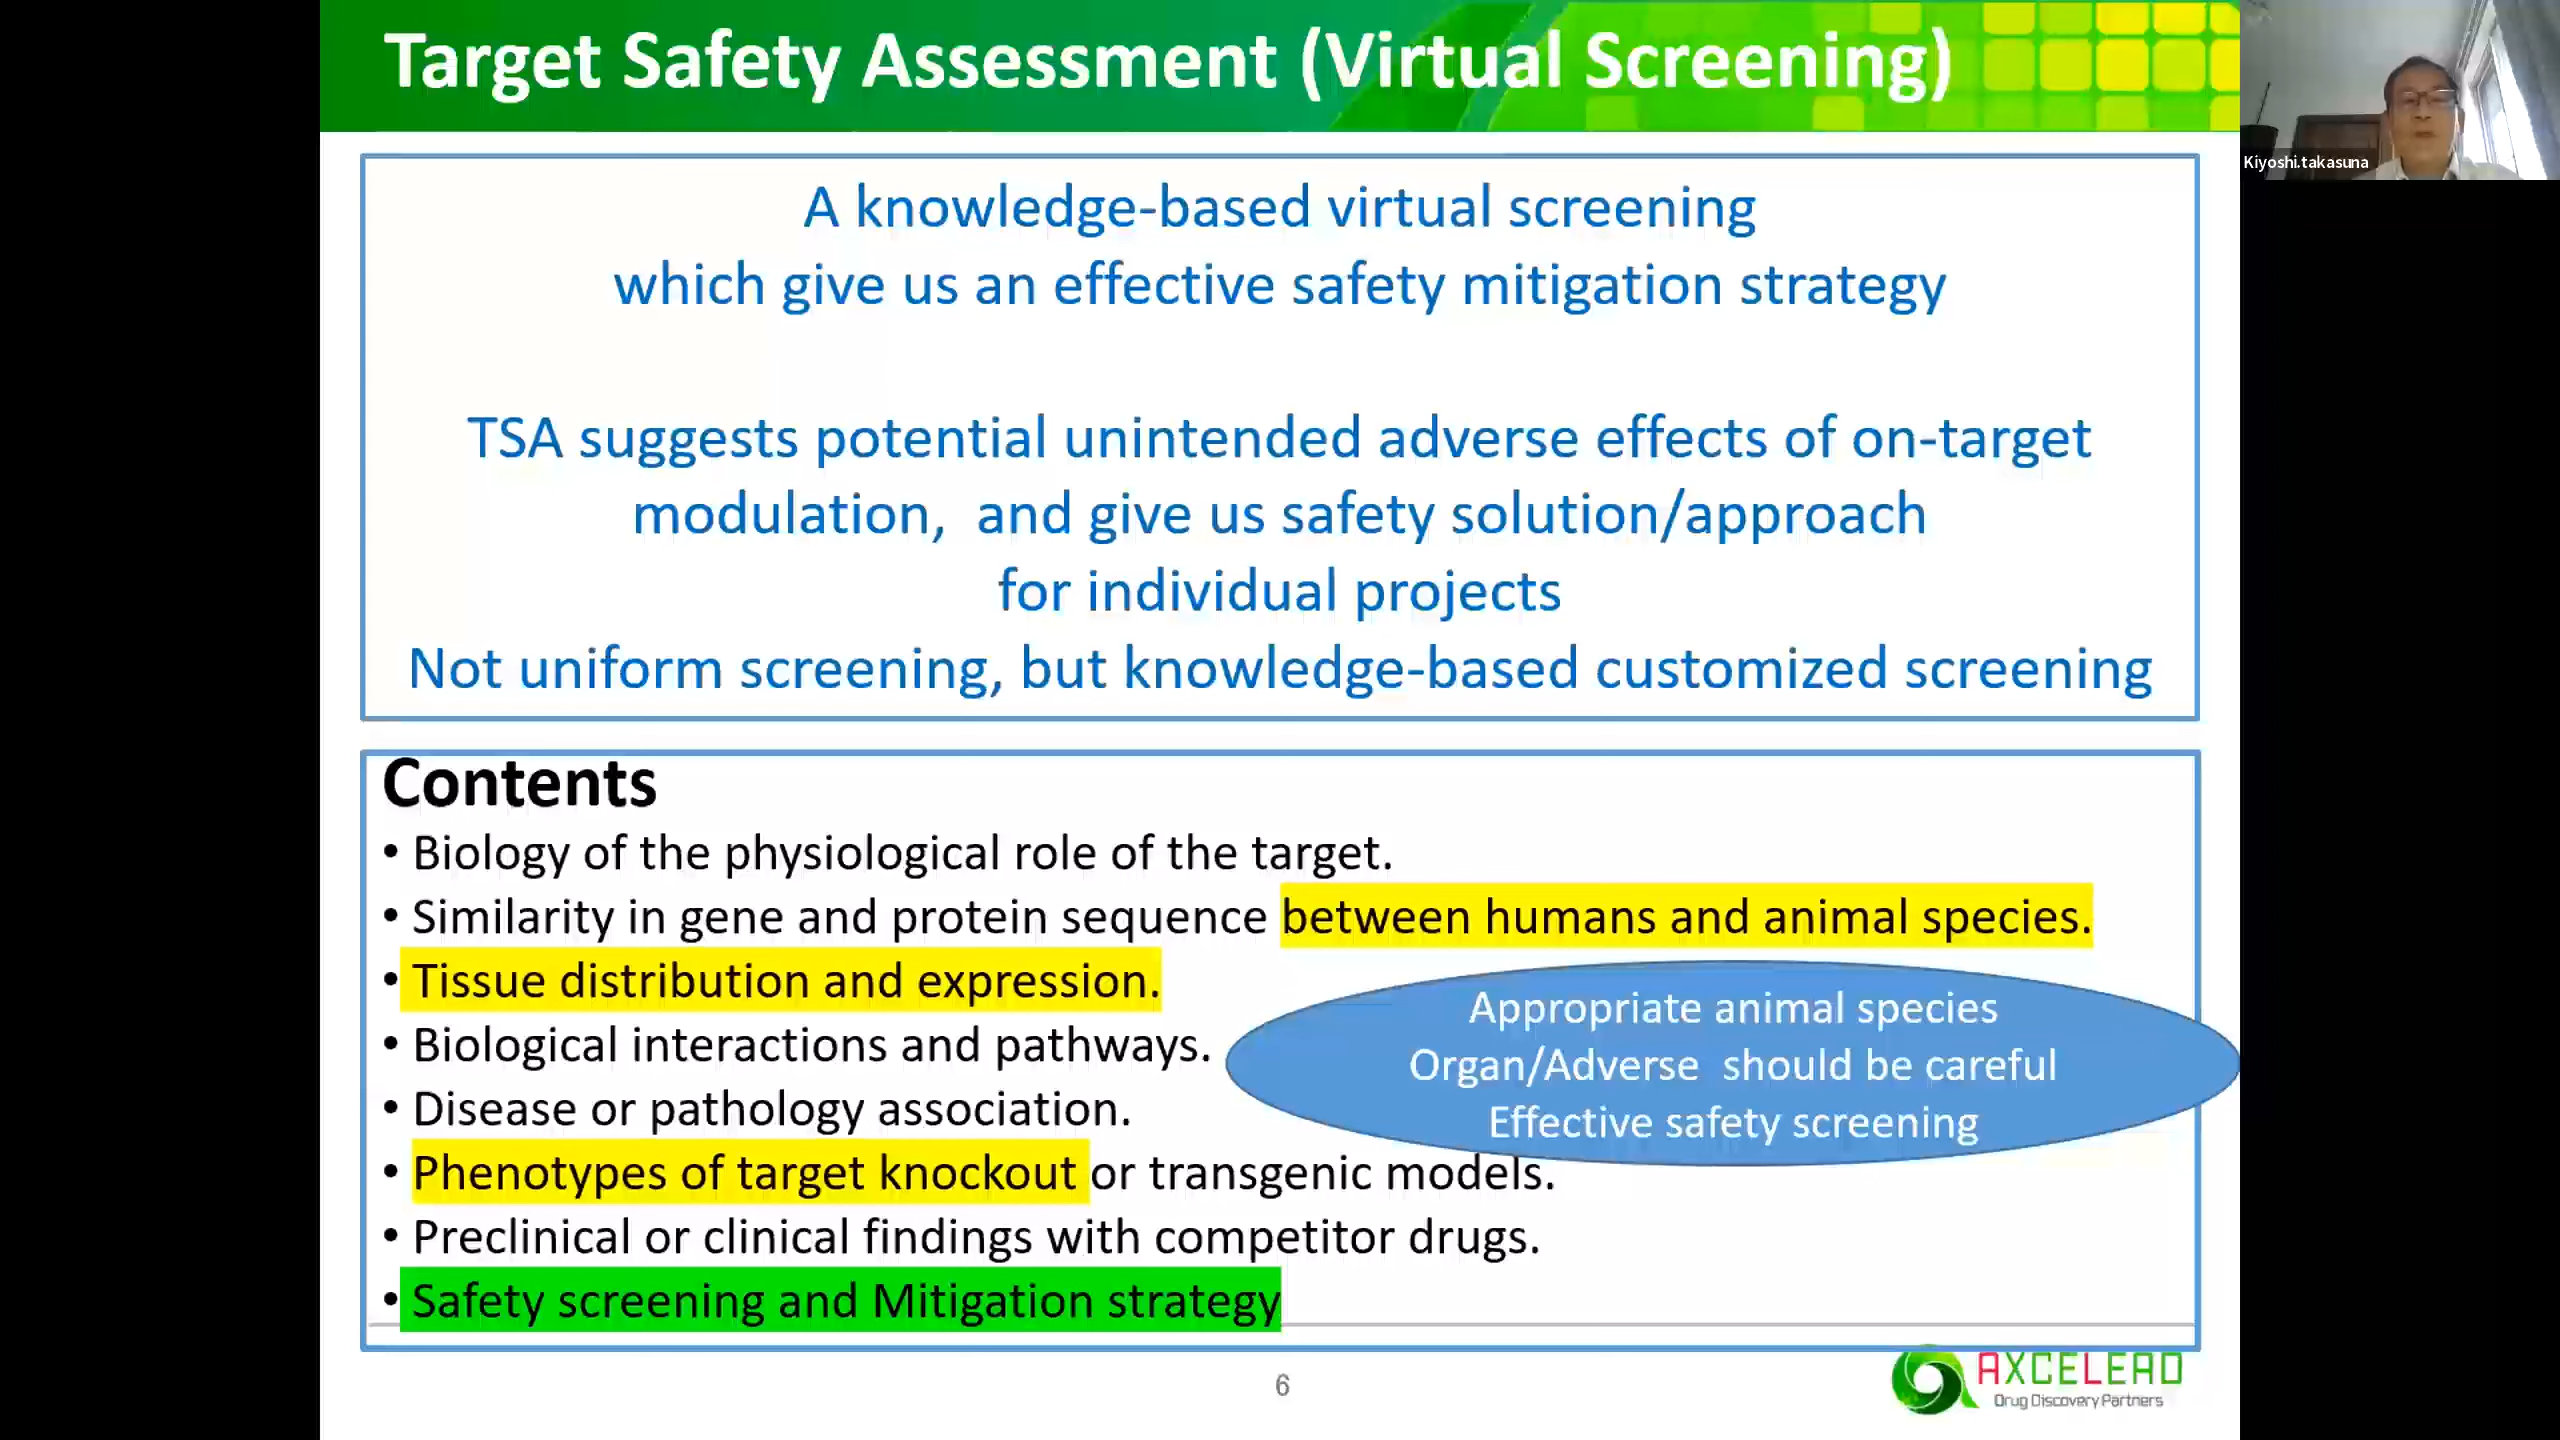 Target Safety Assessment (Virtual Screening)
Kiyoshi.takasuna
A knowledge-based virtual screening
which give us an effective safety mitigation strategy
TSA suggests potential unintended adverse effects of on-target
modulation, and give us safety solution/approach
for individual projects
Not uniform screening, but knowledge-based customized screening
Contents
• Biology of the physiological role of the target.
• Similarity in gene and protein sequence between humans and animal species.
• Tissue distribution and expression.
• Biological interactions and pathways.
• Disease or pathology association.
• Phenotypes of target knockout or transgenic models.
• Preclinical or clinical findings with competitor drugs.
• Safety screening and Mitigation strategy
Appropriate animal species
Organ/Adverse should be careful
Effective safety screening
6
AXCELEAD
Drug Discovery Partners